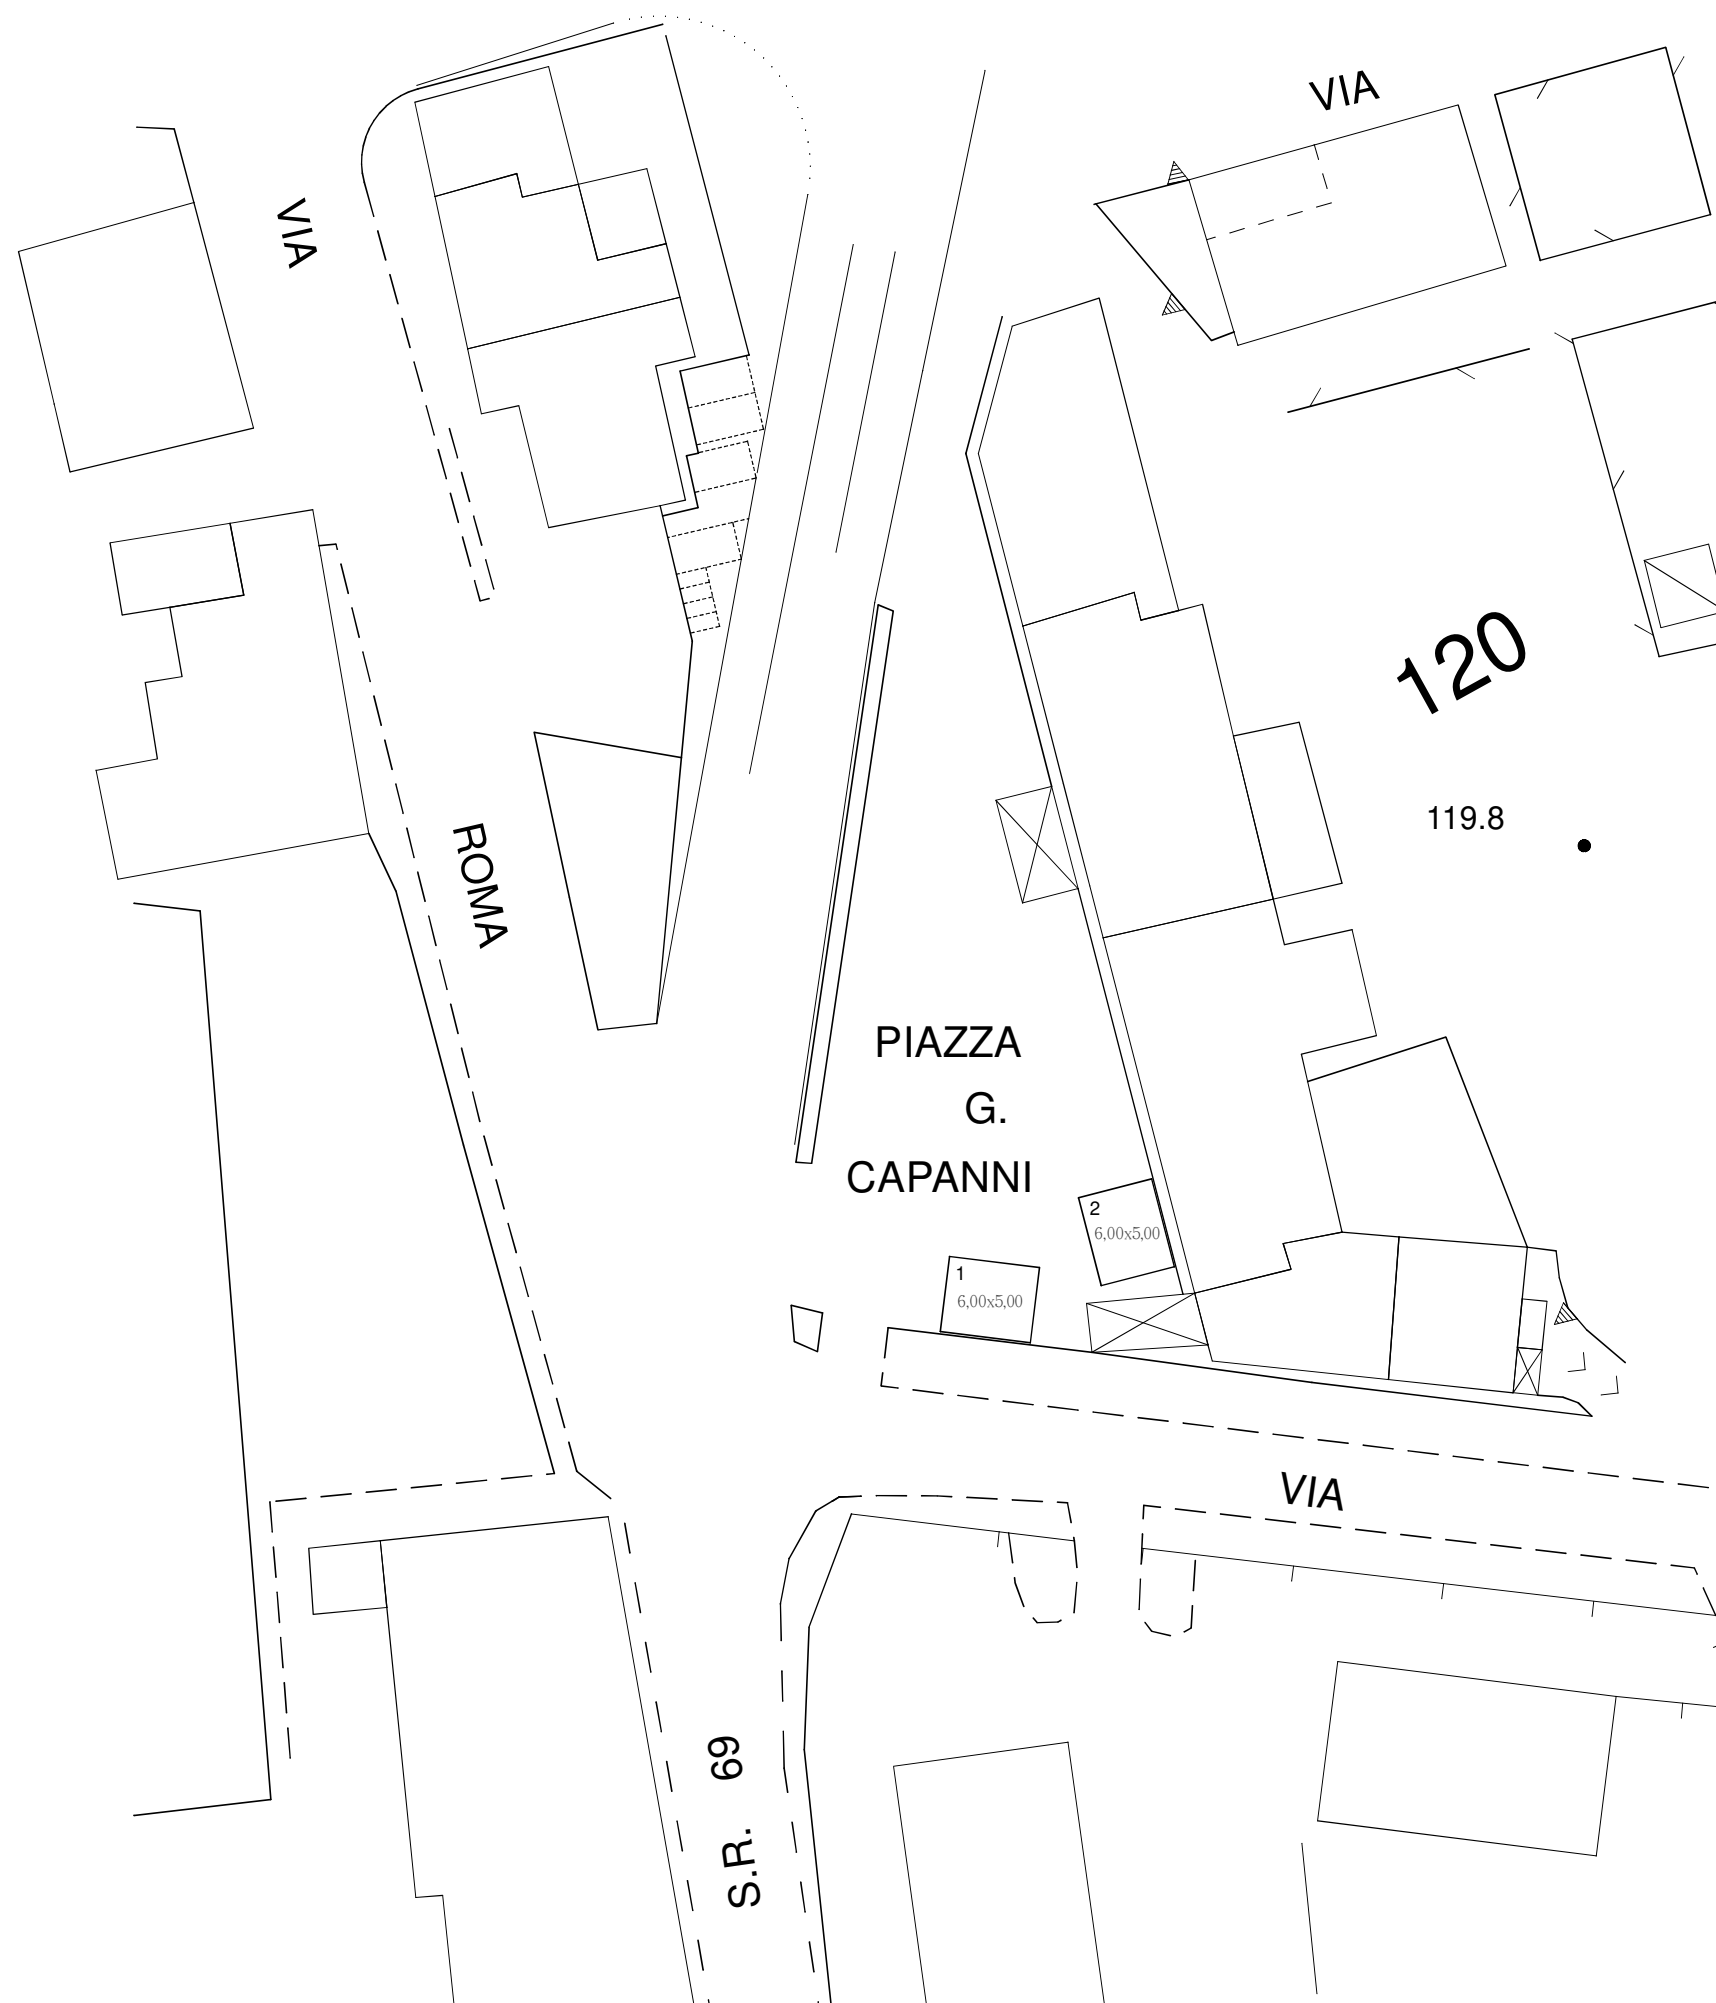 VIA
VIA
120
119.8
ROMA
PIAZZA
G.
CAPANNI
2
6,00x5,00
1
6,00x5,00
VIA
S.R. 69